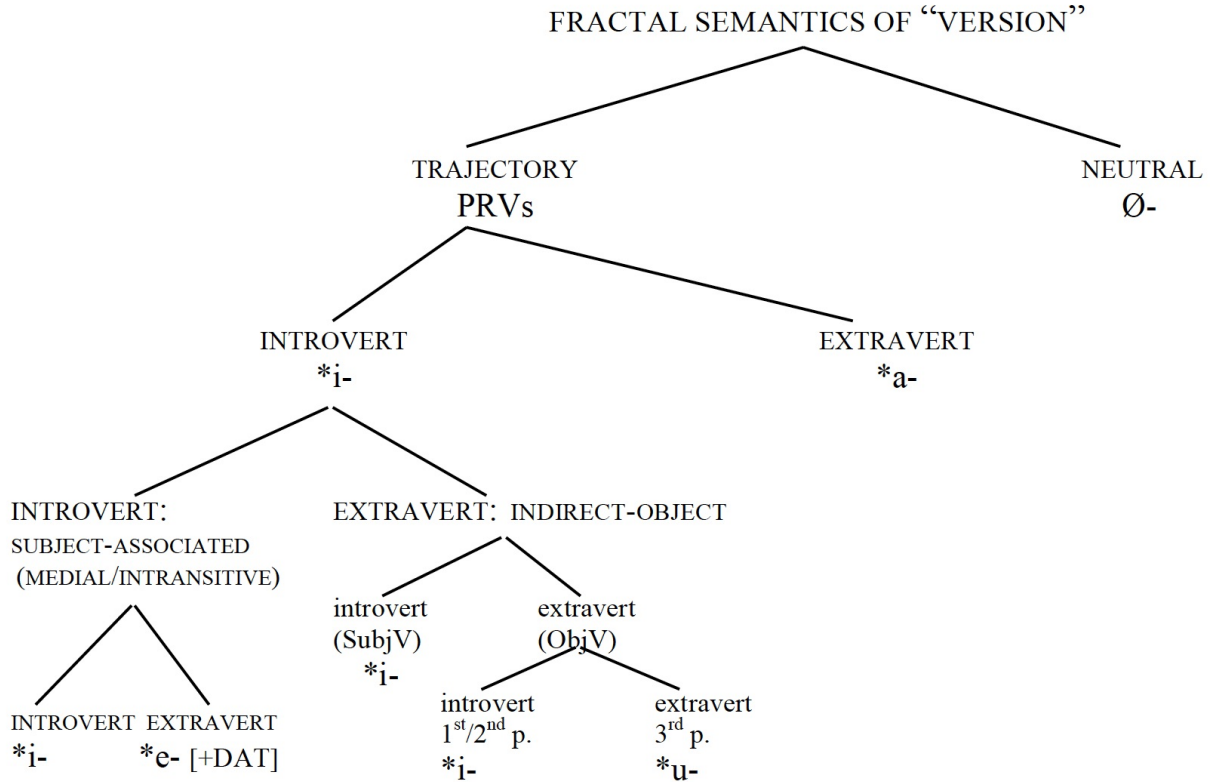 FRACTAL SEMANTICS OF “VERSION”
TRAJECTORY
PRVs
NEUTRAL
Ø-
INTROVERT
*i-
EXTRAVERT
*a-
INTROVERT:
SUBJECT-ASSOCIATED
(MEDIAL/INTRANSITIVE)
EXTRAVERT: INDIRECT-OBJECT
introvert
(SubjV)
*i-
extravert
(ObjV)
INTROVERT
*i-
EXTRAVERT
*e- [+DAT]
introvert
1st/2nd p.
*i-
extravert
3rd p.
*u-